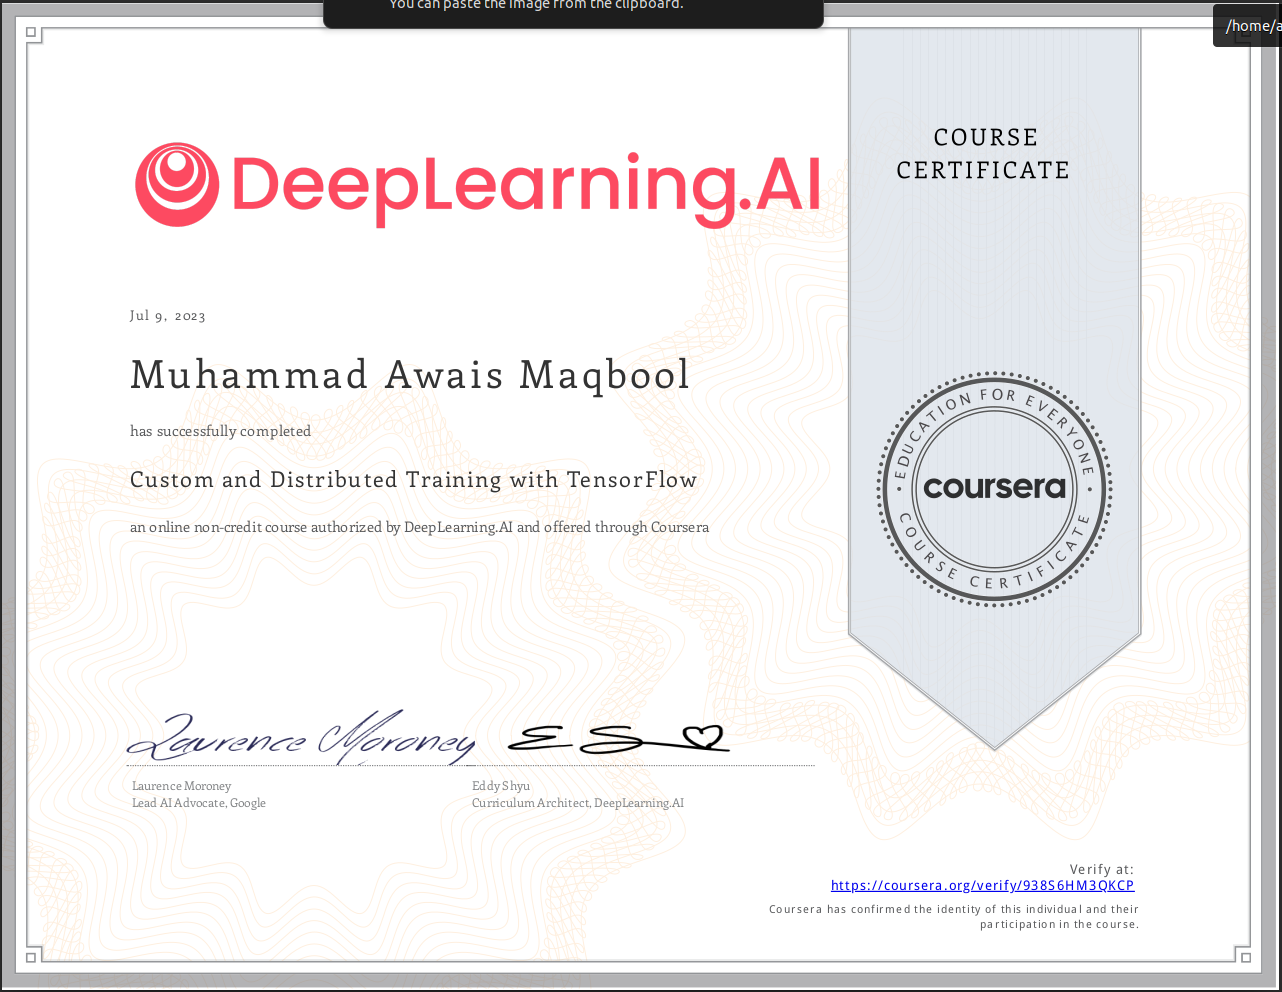 You can paste the image from the clipboard.
/home/a
DeepLearning.AI
COURSE
CERTIFICATE
Jul 9, 2023
Muhammad Awais Maqbool
has successfully completed
Custom and Distributed Training with TensorFlow
an online non-credit course authorized by DeepLearning.AI and offered through Coursera
EDUCATION FOR EVERYONE
coursera
COURSE CERTIFICATE
Laurence Moroney
Laurence Moroney
Lead AI Advocate, Google
Eddy Shyu
Curriculum Architect, DeepLearning.AI
Verify at:
https://coursera.org/verify/938S6HM3QKCP
Coursera has confirmed the identity of this individual and their
participation in the course.